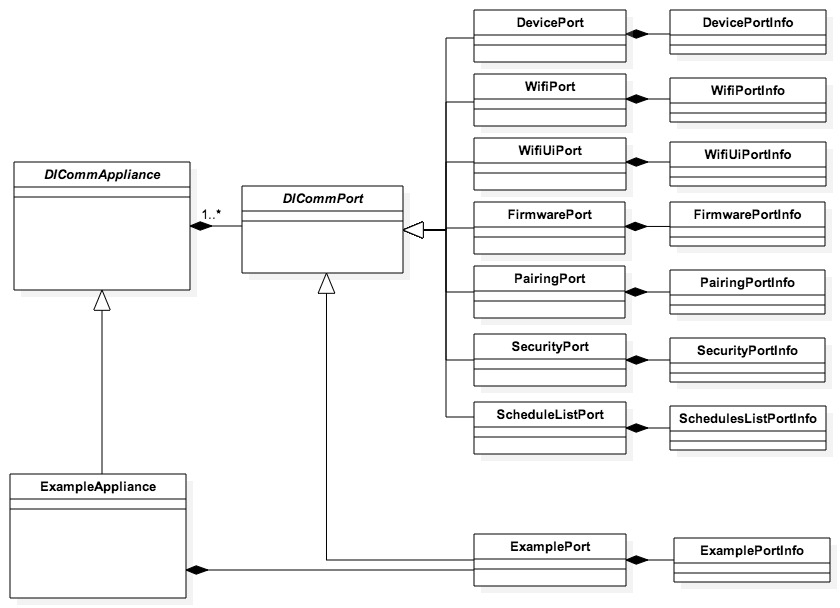 DevicePort
DevicePortInfo
WifiPort
WifiPortInfo
WifiUiPort
WifiUiPortInfo
DICommAppliance
1..*
DICommPort
FirmwarePort
FirmwarePortInfo
PairingPort
PairingPortInfo
SecurityPort
SecurityPortInfo
ScheduleListPort
SchedulesListPortInfo
ExampleAppliance
ExamplePort
ExamplePortInfo